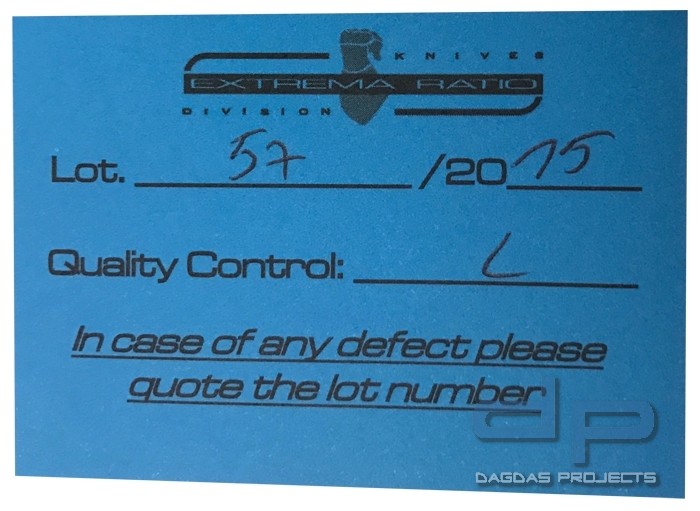 KNIVES
EXTREMA RATIO
DIVISION
Lot. 57 /2015
Quality Control: L
In case of any defect please
quote the lot number
dp
DAGDAS PROJECTS